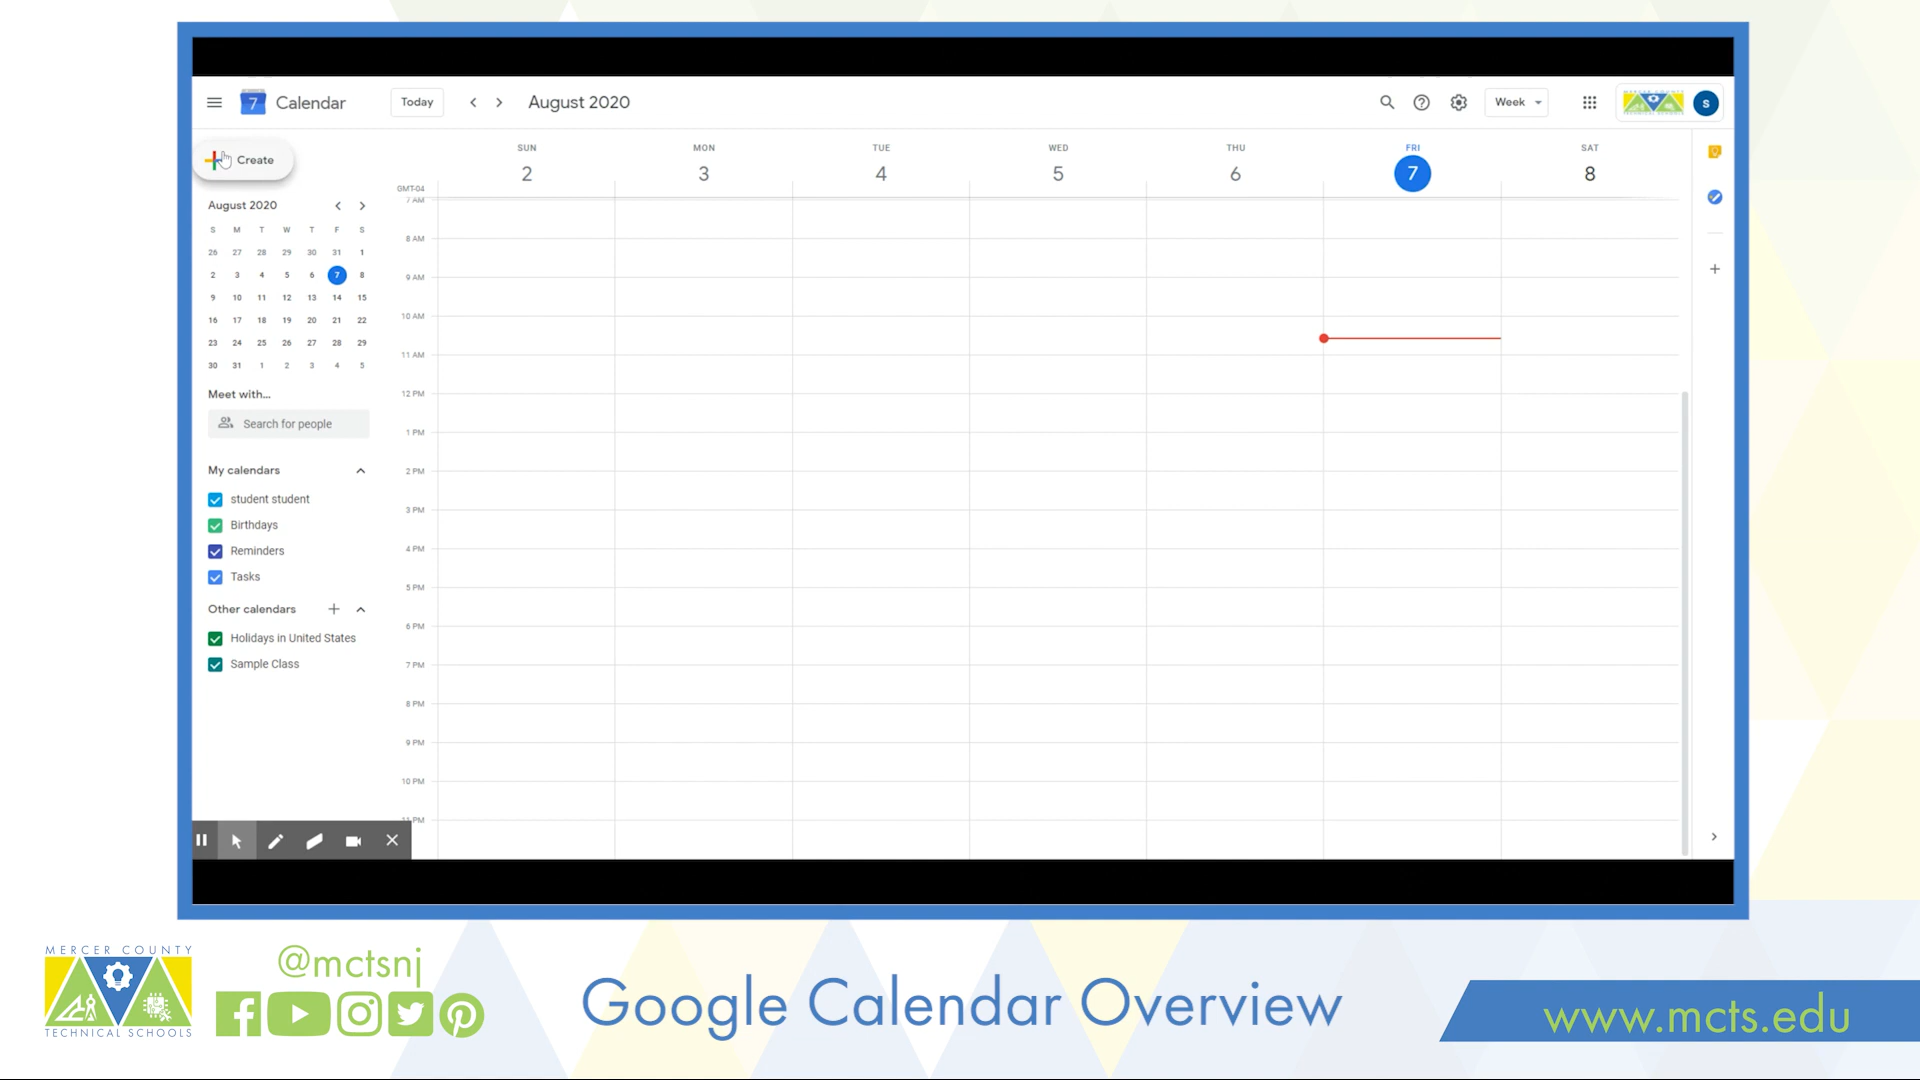 7 Calendar Today August 2020 Week S
Create
SUN MON TUE WED THU FRI SAT
2 3 4 5 6 7 8
GMT-04
August 2020
S M T W T F S
26 27 28 29 30 31 1
2 3 4 5 6 7 8
9 10 11 12 13 14 15
16 17 18 19 20 21 22
23 24 25 26 27 28 29
30 31 1 2 3 4 5
Meet with...
Search for people
My calendars
student student
Birthdays
Reminders
Tasks
Other calendars
Holidays in United States
Sample Class
7 AM
8 AM
9 AM
10 AM
11 AM
12 PM
1 PM
2 PM
3 PM
4 PM
5 PM
6 PM
7 PM
8 PM
9 PM
10 PM
11 PM
MERCER COUNTY
TECHNICAL SCHOOLS
@mctsnj
Google Calendar Overview
www.mcts.edu